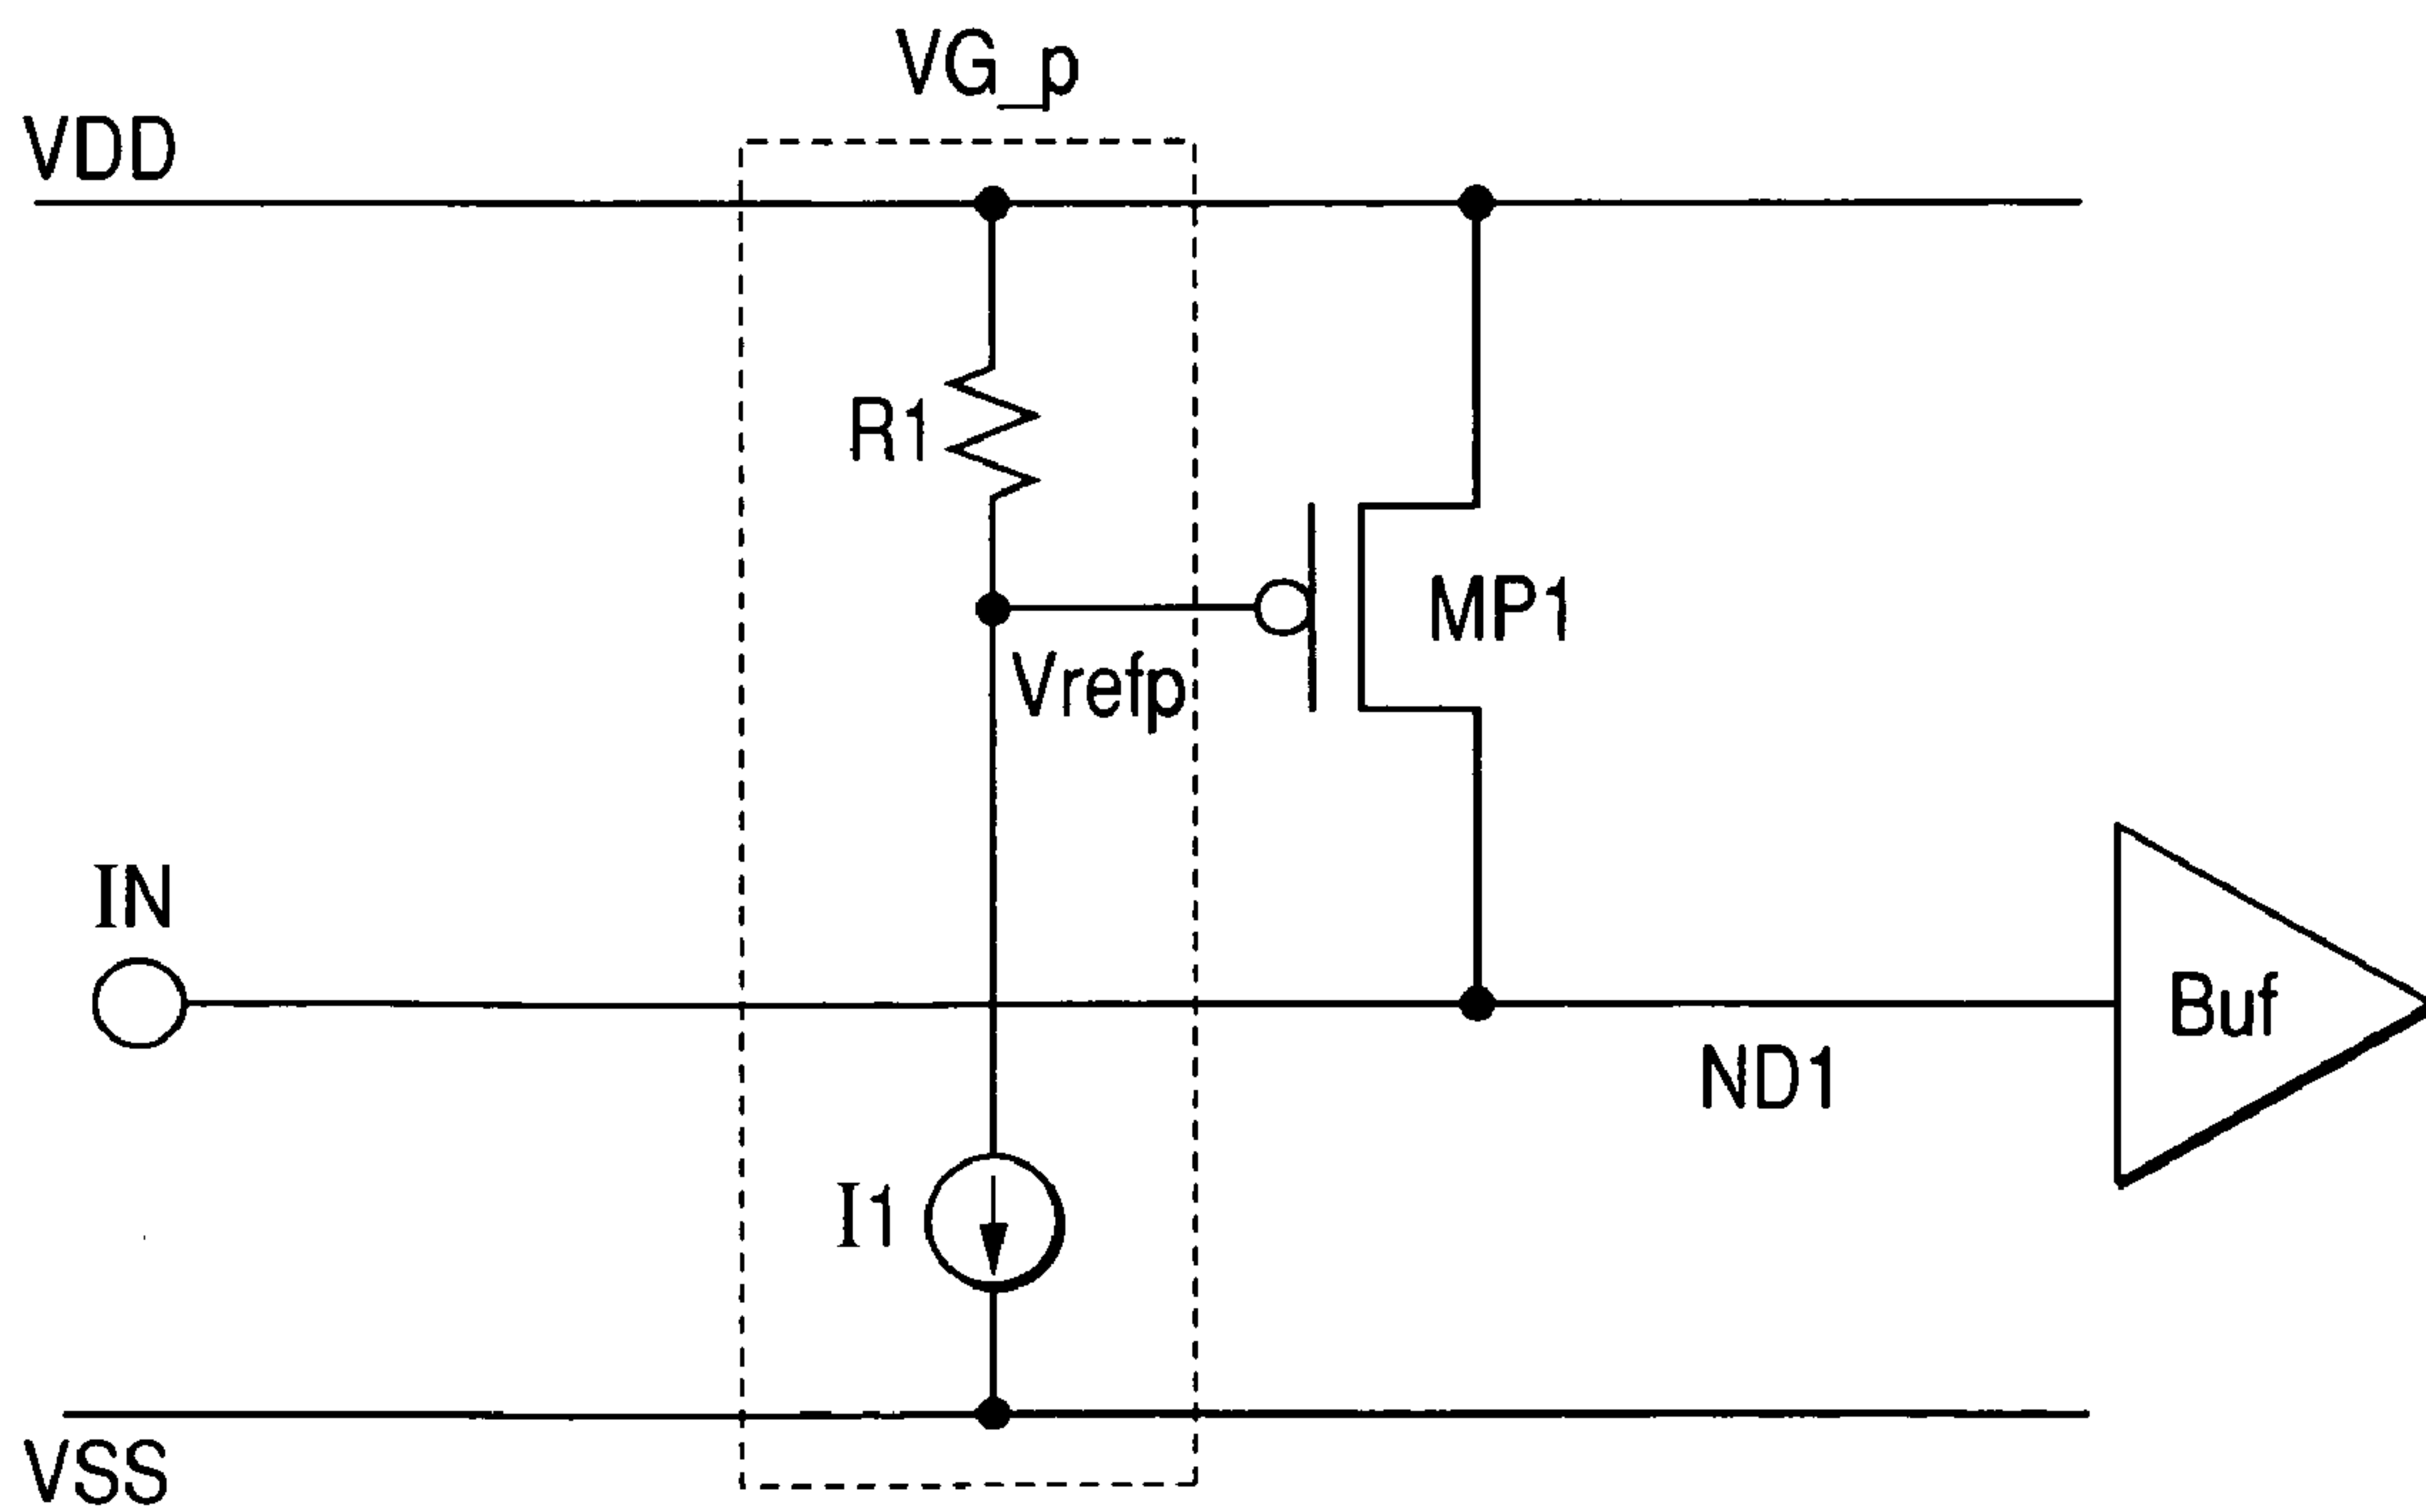 VG_p
VDD
R1
MP1
Vrefp
IN
Buf
ND1
I1
VSS